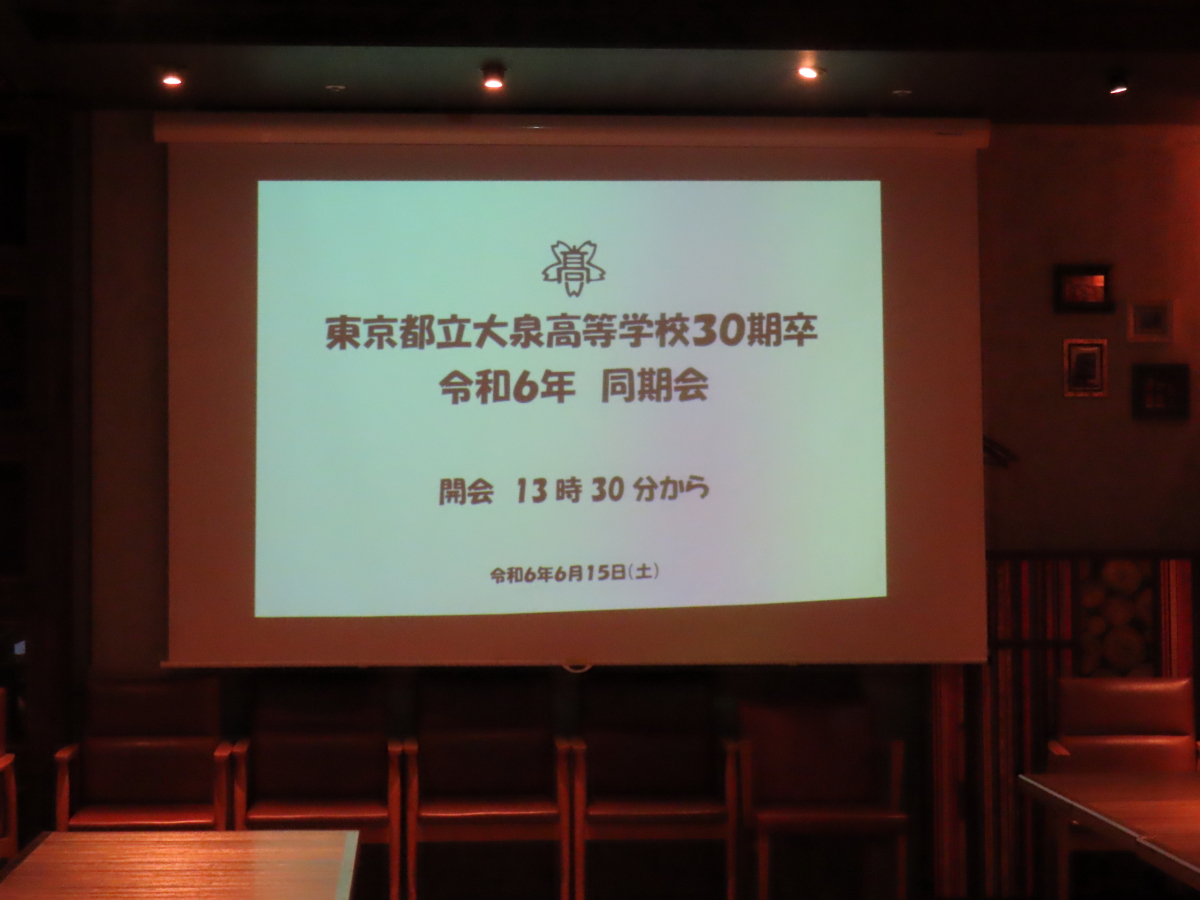 高
東京都立大泉高等学校30期卒
令和6年 同期会
開会 13時30分から
令和6年6月15日(土)